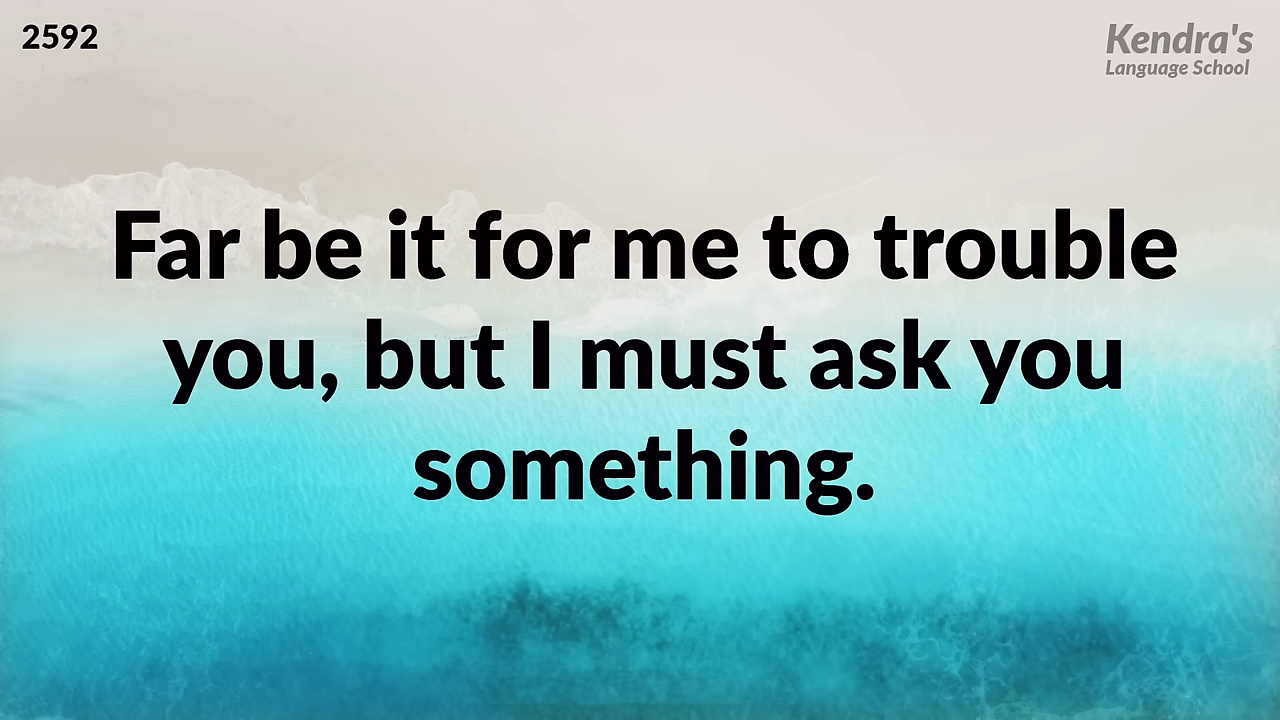 2592
Kendra's
Language School
Far be it for me to trouble
you, but I must ask you
something.